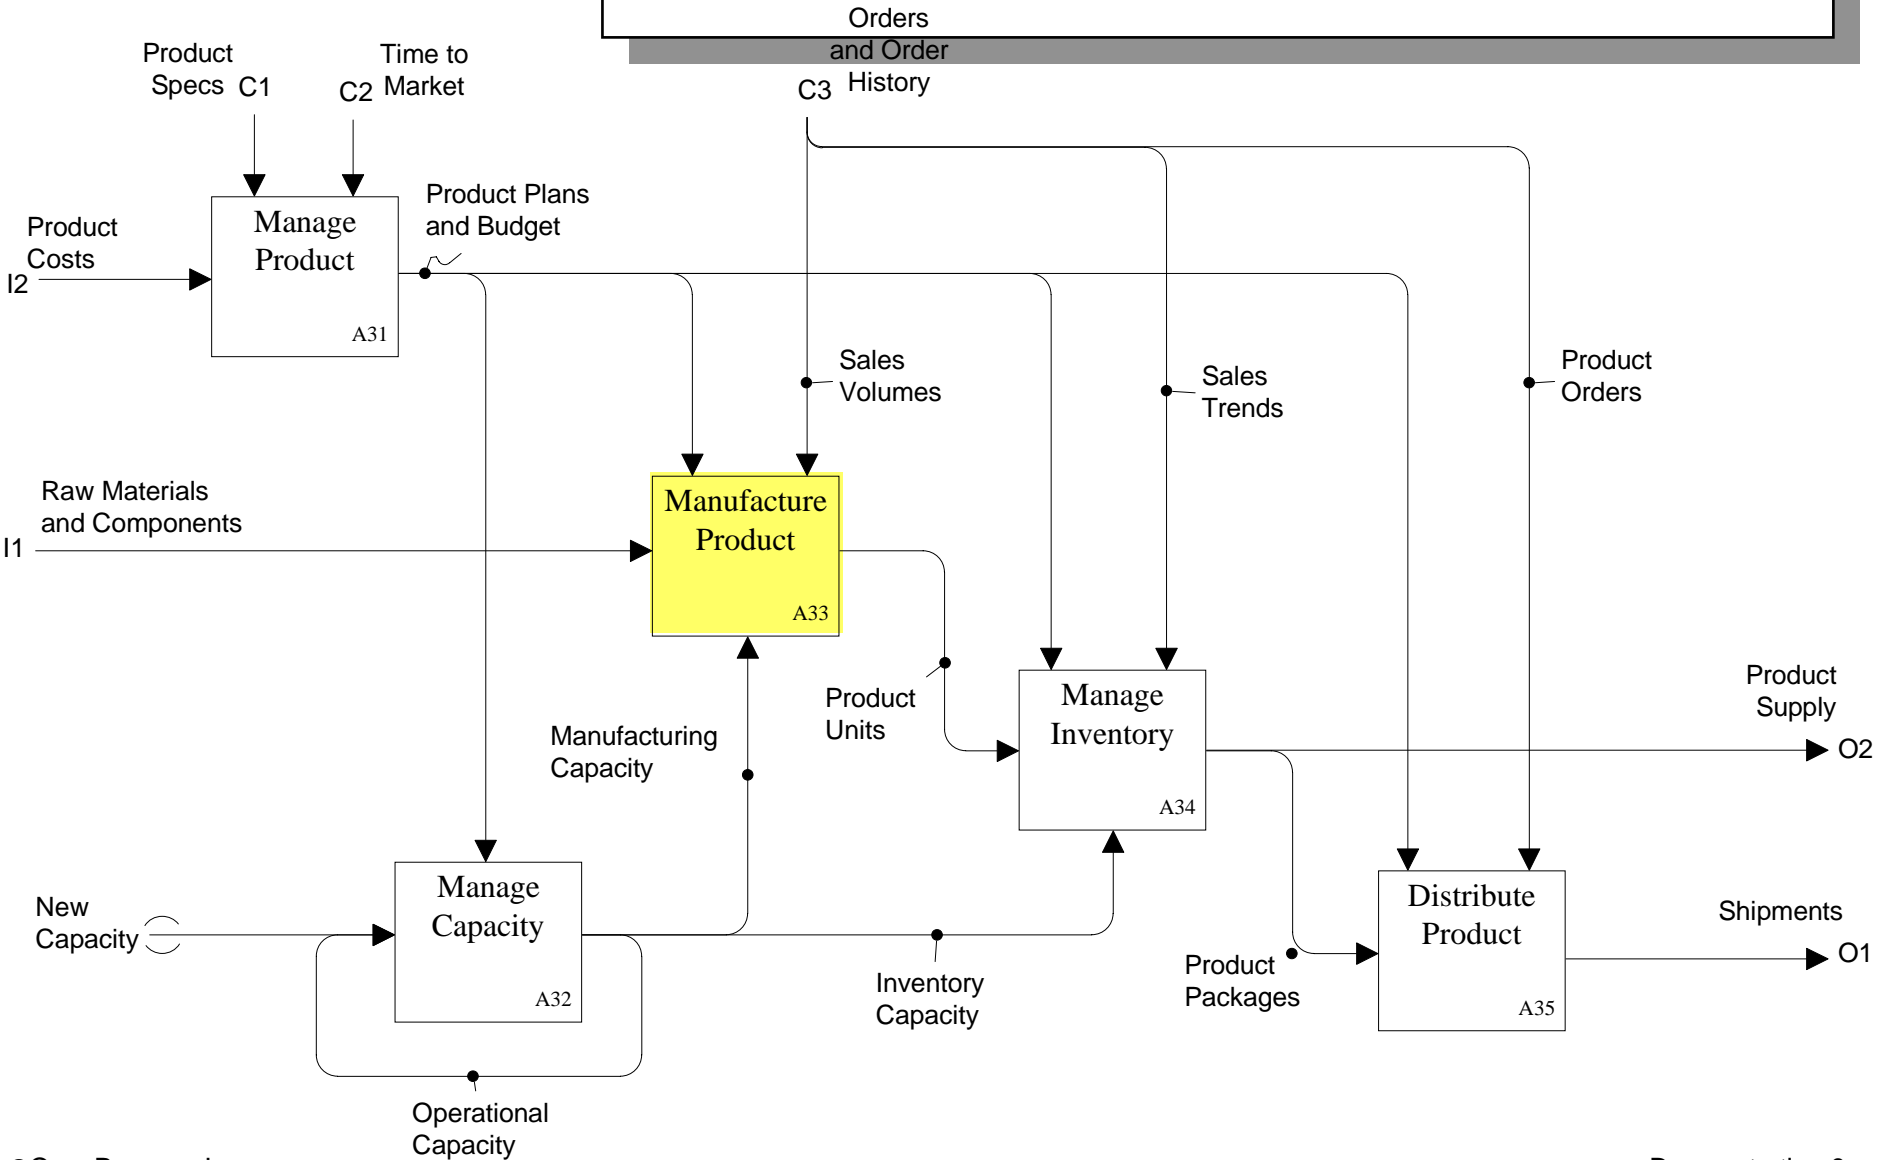 Orders
and Order
History
C3
Product
Specs C1
Time to
Market
C2
Product Plans
and Budget
Manage
Product
A31
Product
Costs
I2
Sales
Volumes
Sales
Trends
Product
Orders
Raw Materials
and Components
I1
Manufacture
Product
A33
Product
Units
Manage
Inventory
A34
Product
Supply
O2
Manufacturing
Capacity
Manage
Capacity
A32
New
Capacity
Inventory
Capacity
Product
Packages
Distribute
Product
A35
Shipments
O1
Operational
Capacity